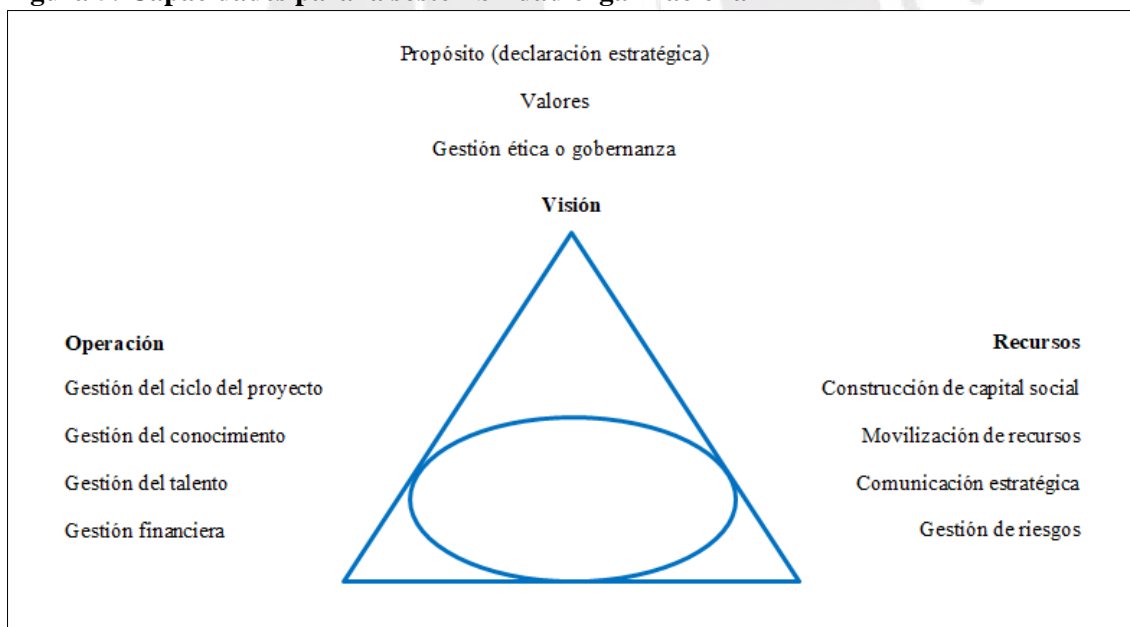 Propósito (declaración estratégica)
Valores
Gestión ética o gobernanza
Visión
Operación
Gestión del ciclo del proyecto
Gestión del conocimiento
Gestión del talento
Gestión financiera
Recursos
Construcción de capital social
Movilización de recursos
Comunicación estratégica
Gestión de riesgos